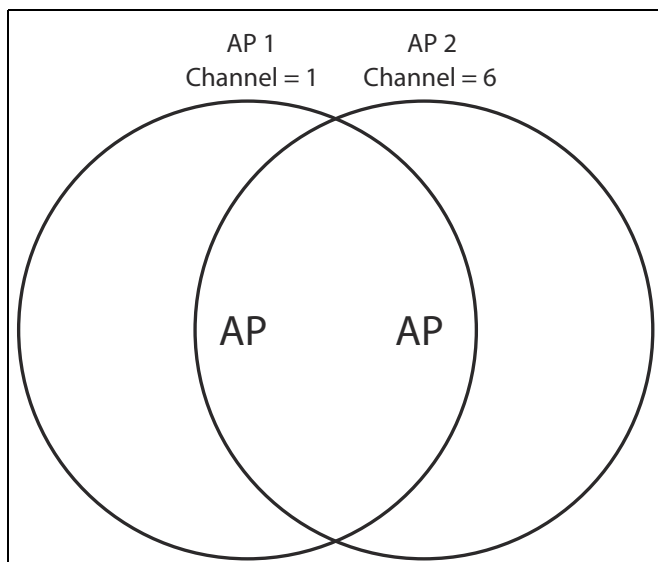 AP 1
Channel = 1
AP 2
Channel = 6
AP
AP